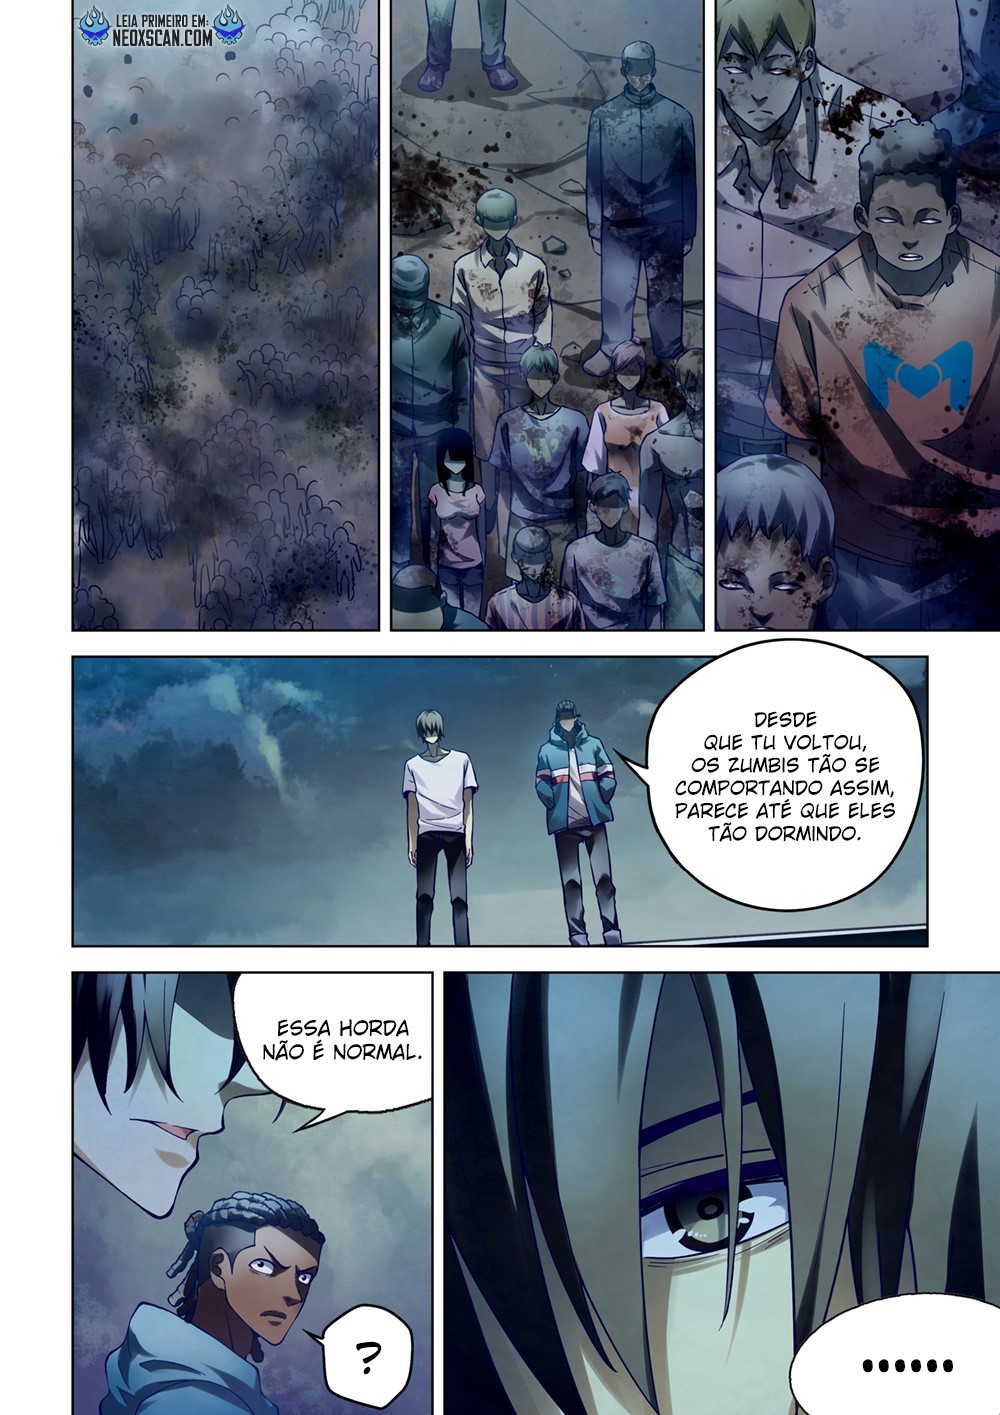 LEIA PRIMEIRO EM:
NEOXSCAN.COM
DESDE
QUE TU VOLTOU,
OS ZUMBIS TÃO SE
COMPORTANDO ASSIM,
PARECE ATÉ QUE ELES
TÃO DORMINDO.
ESSA HORDA
NÃO É NORMAL.
?
......